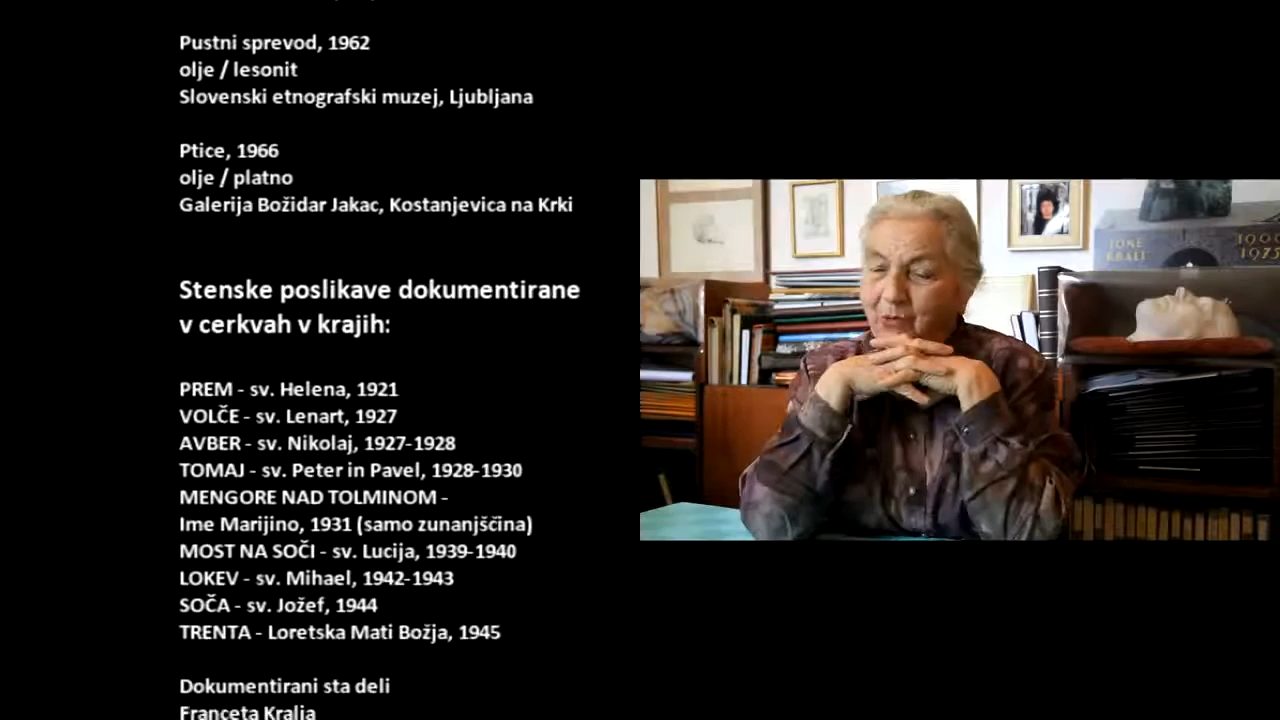 Pustni sprevod, 1962
olje / lesonit
Slovenski etnografski muzej, Ljubljana
Ptice, 1966
olje / platno
Galerija Božidar Jakac, Kostanjevica na Krki
Stenske poslikave dokumentirane
v cerkvah v krajih:
PREM - sv. Helena, 1921
VOLČE - sv. Lenart, 1927
AVBER - sv. Nikolaj, 1927-1928
TOMAJ - sv. Peter in Pavel, 1928-1930
MENGORE NAD TOLMINOM -
Ime Marijino, 1931 (samo zunanjščina)
MOST NA SOČI - sv. Lucija, 1939-1940
LOKEV - sv. Mihael, 1942-1943
SOČA - sv. Jožef, 1944
TRENTA - Loretska Mati Božja, 1945
Dokumentirani sta deli
Franceta Kralja
TONE
KRALJ
1900
1975